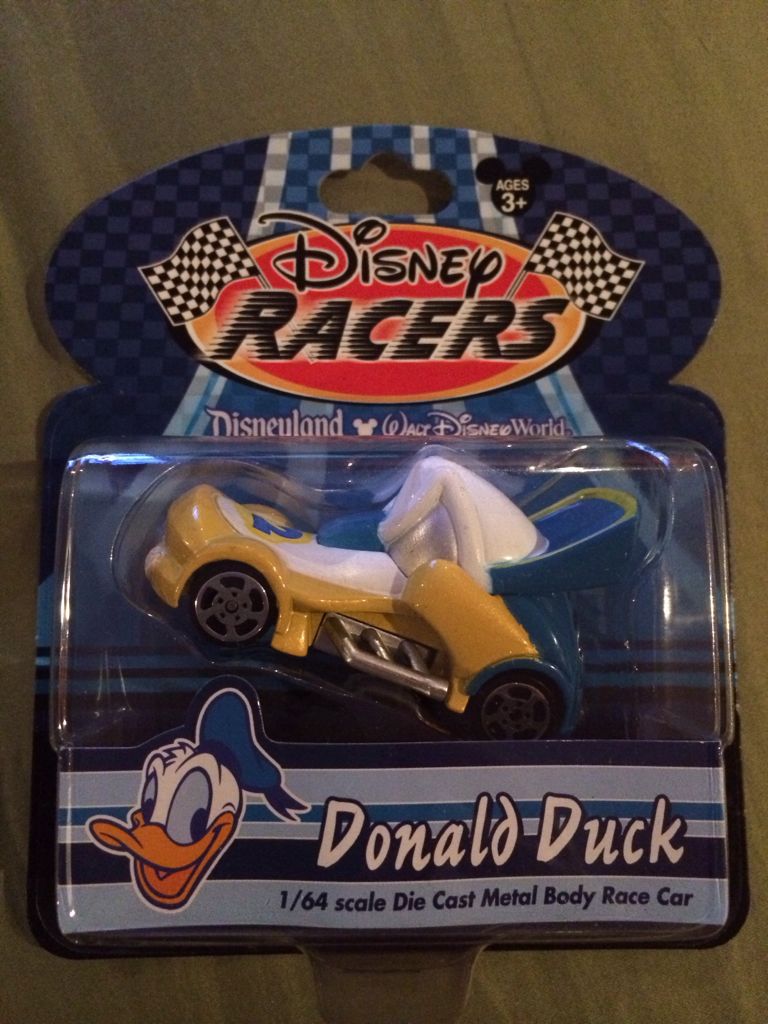 AGES
3+
Disney
RACERS
Disneyland Walt Disney World
2
Donald Duck
1/64 scale Die Cast Metal Body Race Car